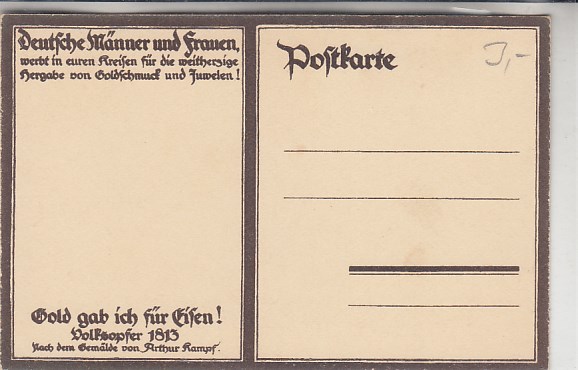 Deutsche Männer und Frauen,
werbt in euren Kreisen für die weitherzige
Hergabe von Goldschmuck und Juwelen!
Gold gab ich für Eisen!
Volksopfer 1813
Nach dem Gemälde von Arthur Kampf.
Postkarte
3,-